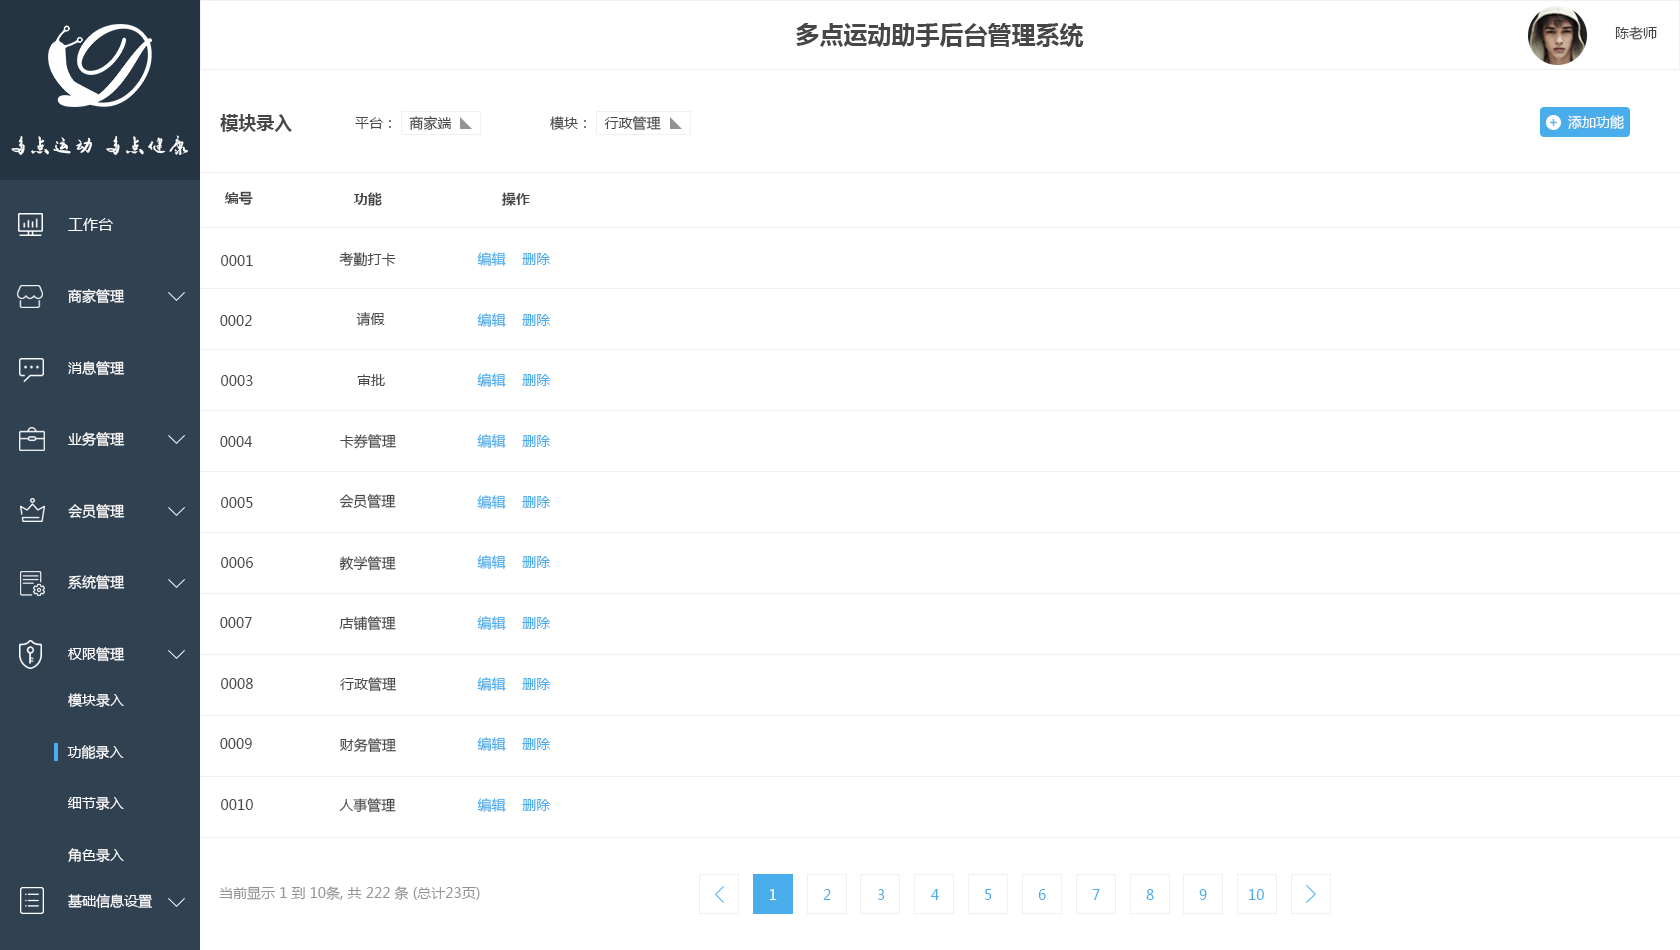 多点运动 多点健康
工作台
商家管理
消息管理
业务管理
会员管理
系统管理
权限管理
模块录入
功能录入
细节录入
角色录入
基础信息设置
多点运动助手后台管理系统
陈老师
模块录入 平台： 商家端 模块： 行政管理 添加功能
编号 功能 操作
0001 考勤打卡 编辑 删除
0002 请假 编辑 删除
0003 审批 编辑 删除
0004 卡券管理 编辑 删除
0005 会员管理 编辑 删除
0006 教学管理 编辑 删除
0007 店铺管理 编辑 删除
0008 行政管理 编辑 删除
0009 财务管理 编辑 删除
0010 人事管理 编辑 删除
当前显示 1 到 10条, 共 222 条 (总计23页) 1 2 3 4 5 6 7 8 9 10